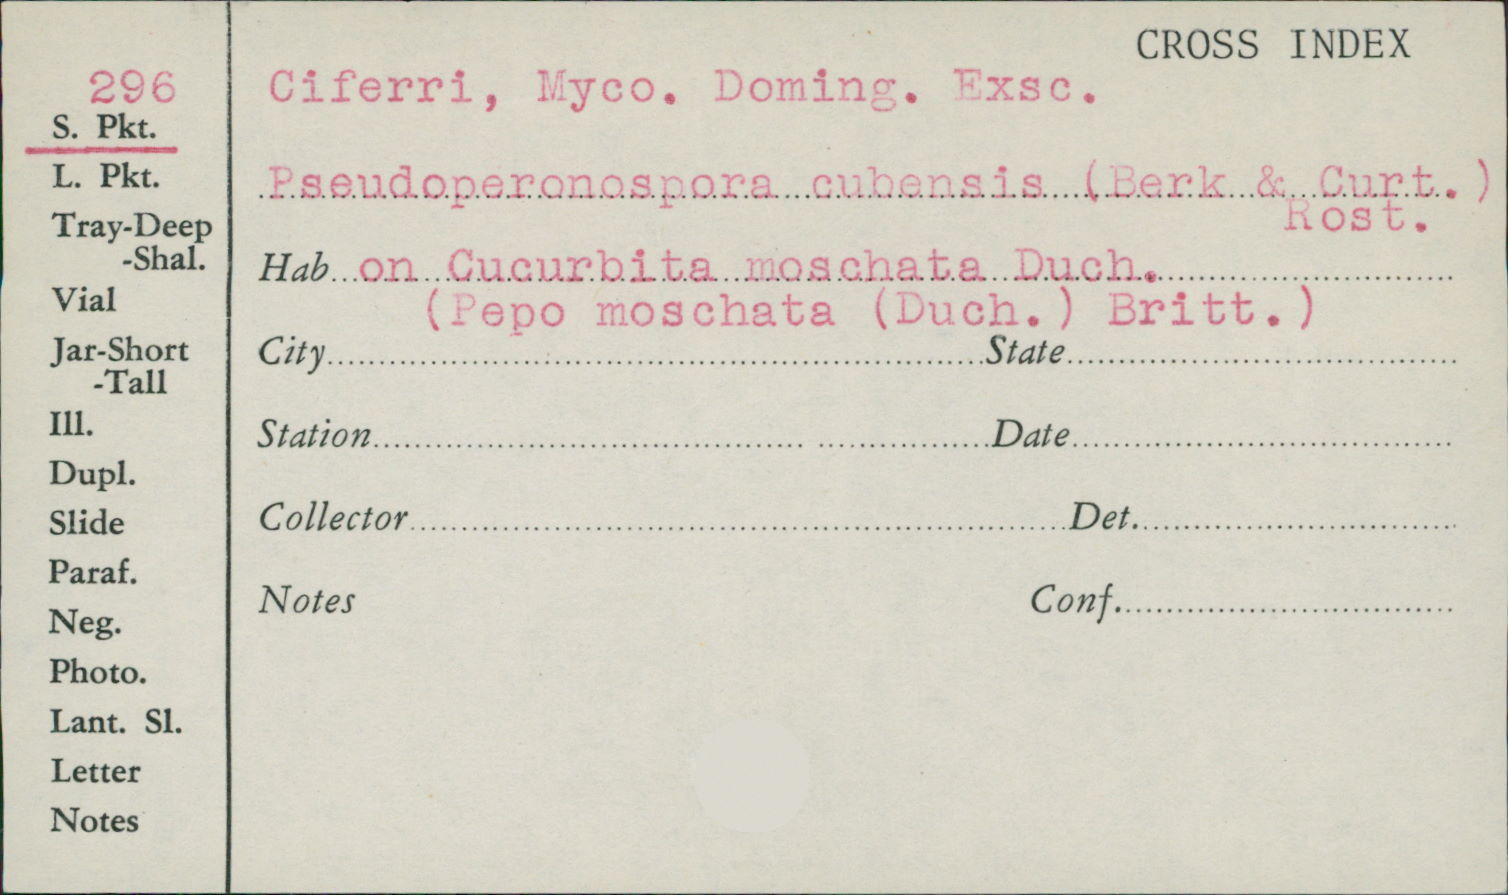 CROSS INDEX
296
S. Pkt.
L. Pkt.
Tray-Deep
-Shal.
Vial
Jar-Short
-Tall
Ill.
Dupl.
Slide
Paraf.
Neg.
Photo.
Lant. Sl.
Letter
Notes
Ciferri, Myco. Doming. Exsc.
Pseudoperonospora cubensis (Berk & Curt.)
Rost.
Hab on Cucurbita moschata Duch.
(Pepo moschata (Duch.) Britt.)
City State
Station Date
Collector Det.
Notes Conf.